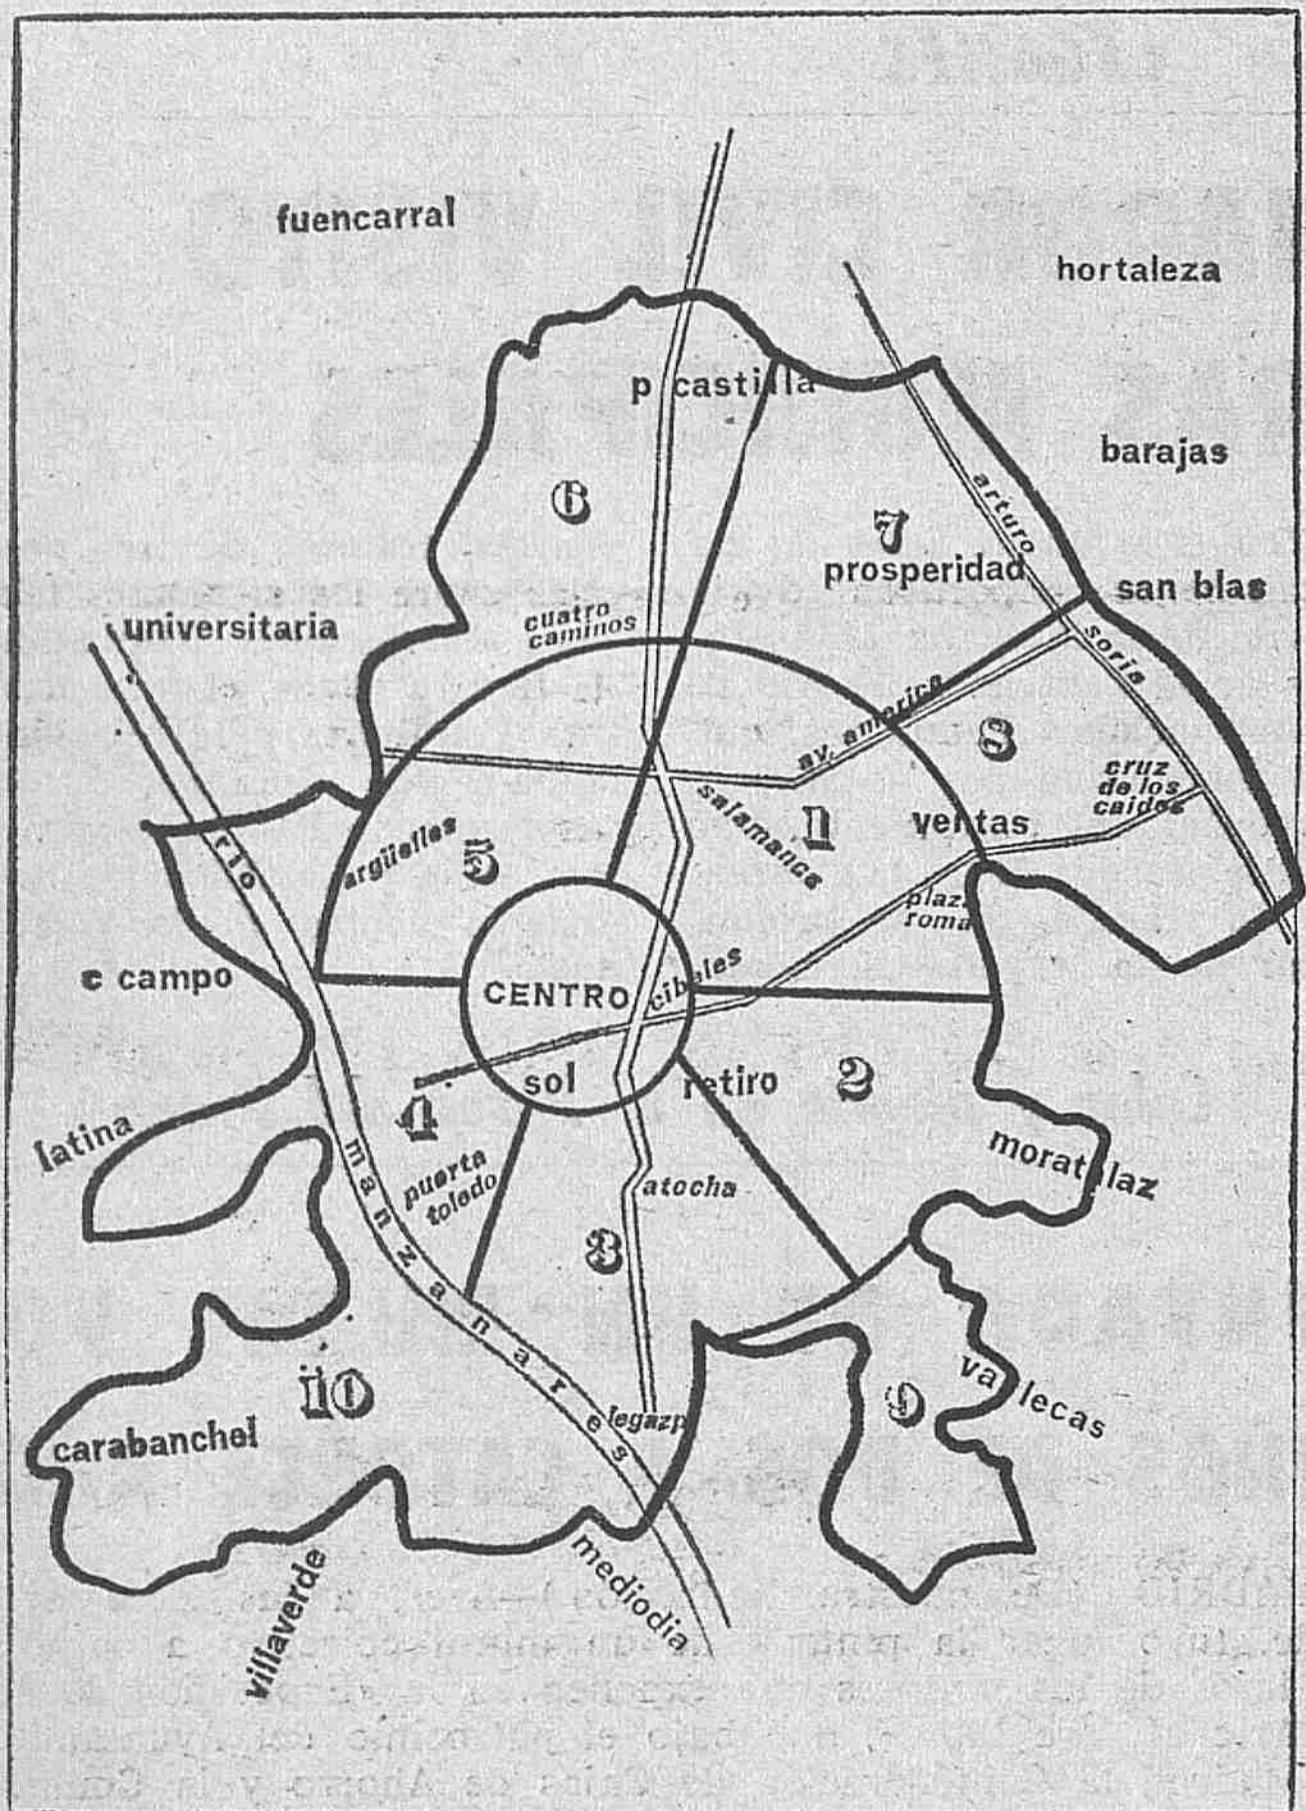 fuencarral
hortaleza
p castilla
barajas
6
arturo
7
prosperidad
san blas
cuatro
caminos
universitaria
soria
av. america
8
cruz
de los
caidos
salamanca
1
ventas
argüelles
5
rio
plaza
roma
c campo
cibeles
CENTRO
sol
retiro
2
4
latina
manzanares
puerta
toledo
atocha
moratalaz
3
10
vallecas
9
legazp
carabanchel
villaverde
mediodia